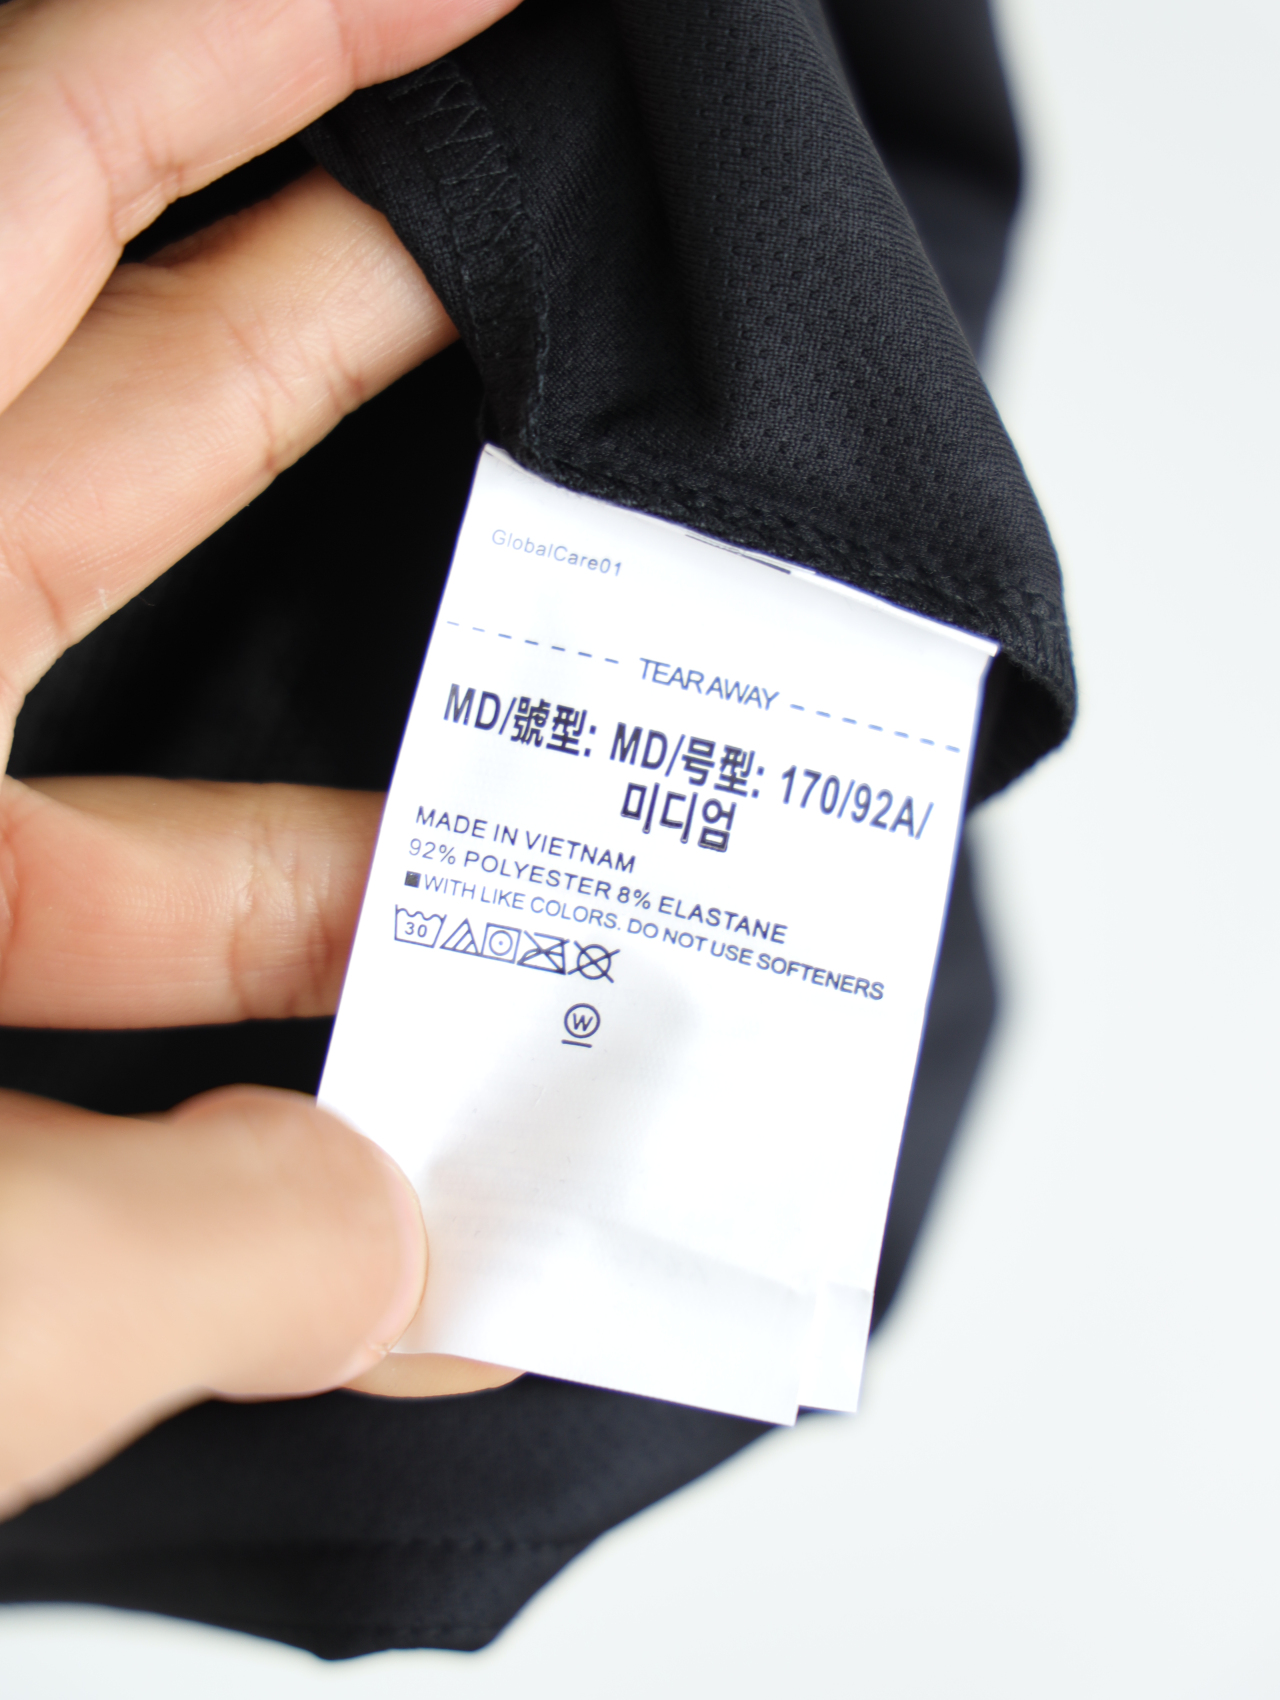 GlobalCare01
TEAR AWAY
MD/號型: MD/号型: 170/92A/
미디엄
MADE IN VIETNAM
92% POLYESTER 8% ELASTANE
WITH LIKE COLORS. DO NOT USE SOFTENERS
30
W